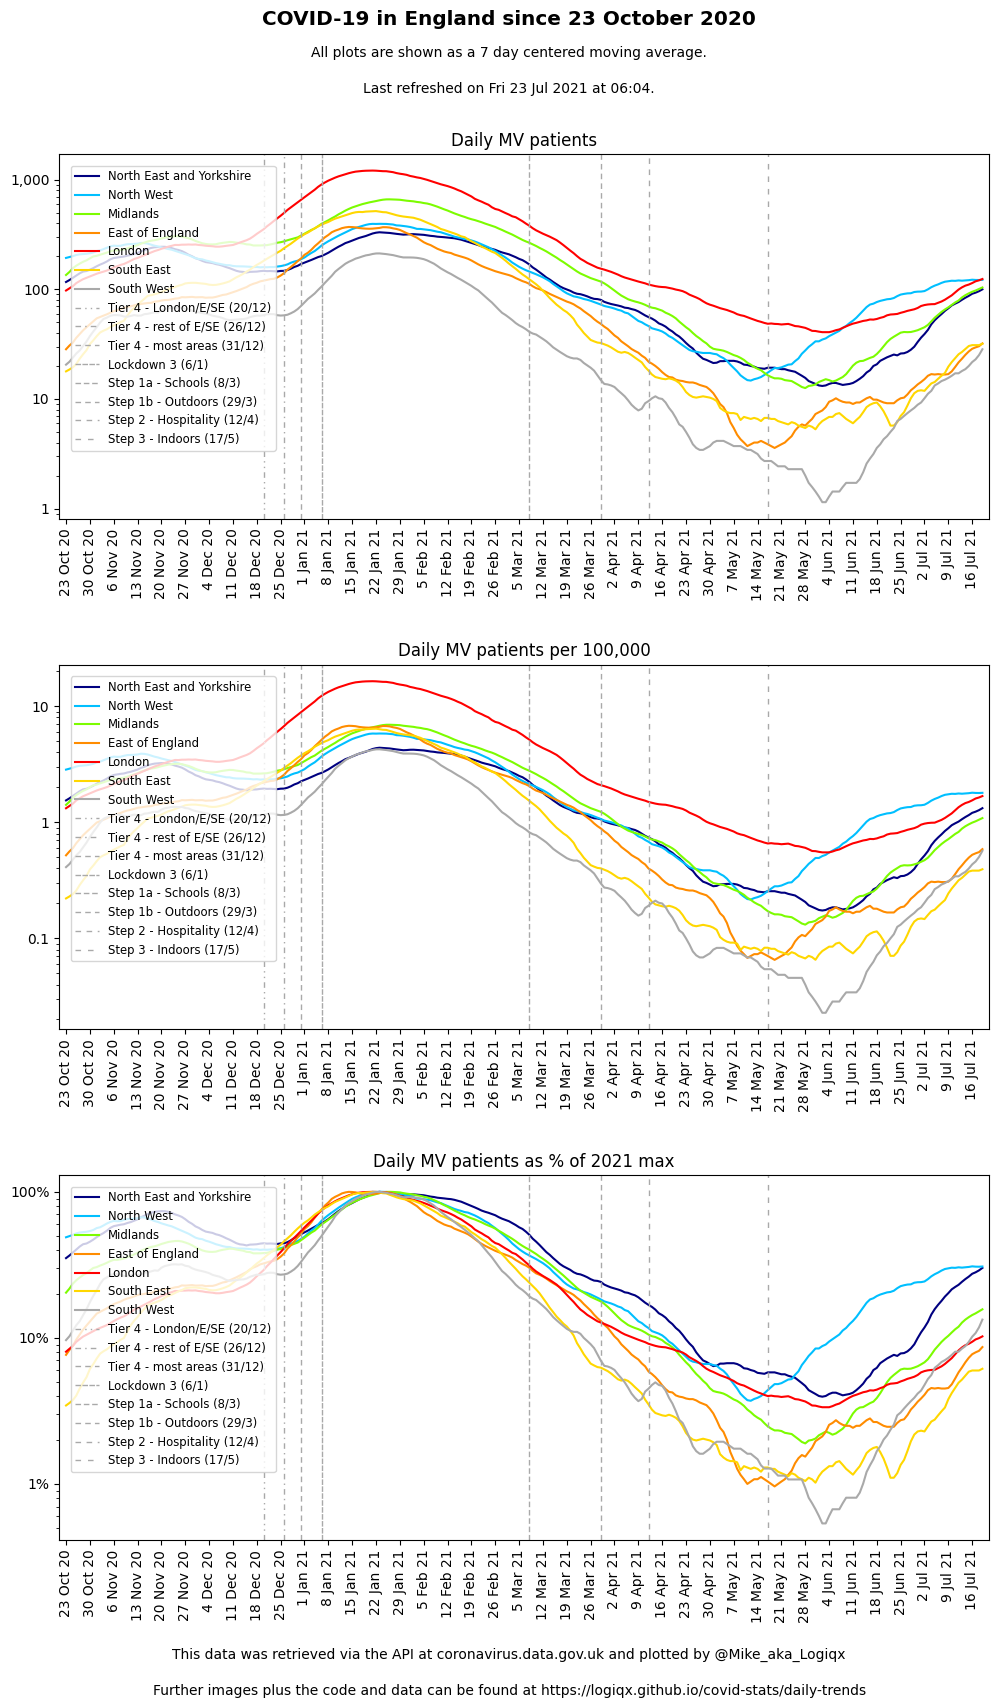 COVID-19 in England since 23 October 2020
All plots are shown as a 7 day centered moving average.
Last refreshed on Fri 23 Jul 2021 at 06:04.
Daily MV patients
1,000
100
10
1
North East and Yorkshire
North West
Midlands
East of England
London
South East
South West
Tier 4 - London/E/SE (20/12)
Tier 4 - rest of E/SE (26/12)
Tier 4 - most areas (31/12)
Lockdown 3 (6/1)
Step 1a - Schools (8/3)
Step 1b - Outdoors (29/3)
Step 2 - Hospitality (12/4)
Step 3 - Indoors (17/5)
23 Oct 20
30 Oct 20
6 Nov 20
13 Nov 20
20 Nov 20
27 Nov 20
4 Dec 20
11 Dec 20
18 Dec 20
25 Dec 20
1 Jan 21
8 Jan 21
15 Jan 21
22 Jan 21
29 Jan 21
5 Feb 21
12 Feb 21
19 Feb 21
26 Feb 21
5 Mar 21
12 Mar 21
19 Mar 21
26 Mar 21
2 Apr 21
9 Apr 21
16 Apr 21
23 Apr 21
30 Apr 21
7 May 21
14 May 21
21 May 21
28 May 21
4 Jun 21
11 Jun 21
18 Jun 21
25 Jun 21
2 Jul 21
9 Jul 21
16 Jul 21
Daily MV patients per 100,000
10
1
0.1
North East and Yorkshire
North West
Midlands
East of England
London
South East
South West
Tier 4 - London/E/SE (20/12)
Tier 4 - rest of E/SE (26/12)
Tier 4 - most areas (31/12)
Lockdown 3 (6/1)
Step 1a - Schools (8/3)
Step 1b - Outdoors (29/3)
Step 2 - Hospitality (12/4)
Step 3 - Indoors (17/5)
23 Oct 20
30 Oct 20
6 Nov 20
13 Nov 20
20 Nov 20
27 Nov 20
4 Dec 20
11 Dec 20
18 Dec 20
25 Dec 20
1 Jan 21
8 Jan 21
15 Jan 21
22 Jan 21
29 Jan 21
5 Feb 21
12 Feb 21
19 Feb 21
26 Feb 21
5 Mar 21
12 Mar 21
19 Mar 21
26 Mar 21
2 Apr 21
9 Apr 21
16 Apr 21
23 Apr 21
30 Apr 21
7 May 21
14 May 21
21 May 21
28 May 21
4 Jun 21
11 Jun 21
18 Jun 21
25 Jun 21
2 Jul 21
9 Jul 21
16 Jul 21
Daily MV patients as % of 2021 max
100%
10%
1%
North East and Yorkshire
North West
Midlands
East of England
London
South East
South West
Tier 4 - London/E/SE (20/12)
Tier 4 - rest of E/SE (26/12)
Tier 4 - most areas (31/12)
Lockdown 3 (6/1)
Step 1a - Schools (8/3)
Step 1b - Outdoors (29/3)
Step 2 - Hospitality (12/4)
Step 3 - Indoors (17/5)
23 Oct 20
30 Oct 20
6 Nov 20
13 Nov 20
20 Nov 20
27 Nov 20
4 Dec 20
11 Dec 20
18 Dec 20
25 Dec 20
1 Jan 21
8 Jan 21
15 Jan 21
22 Jan 21
29 Jan 21
5 Feb 21
12 Feb 21
19 Feb 21
26 Feb 21
5 Mar 21
12 Mar 21
19 Mar 21
26 Mar 21
2 Apr 21
9 Apr 21
16 Apr 21
23 Apr 21
30 Apr 21
7 May 21
14 May 21
21 May 21
28 May 21
4 Jun 21
11 Jun 21
18 Jun 21
25 Jun 21
2 Jul 21
9 Jul 21
16 Jul 21
This data was retrieved via the API at coronavirus.data.gov.uk and plotted by @Mike_aka_Logiqx
Further images plus the code and data can be found at https://logiqx.github.io/covid-stats/daily-trends